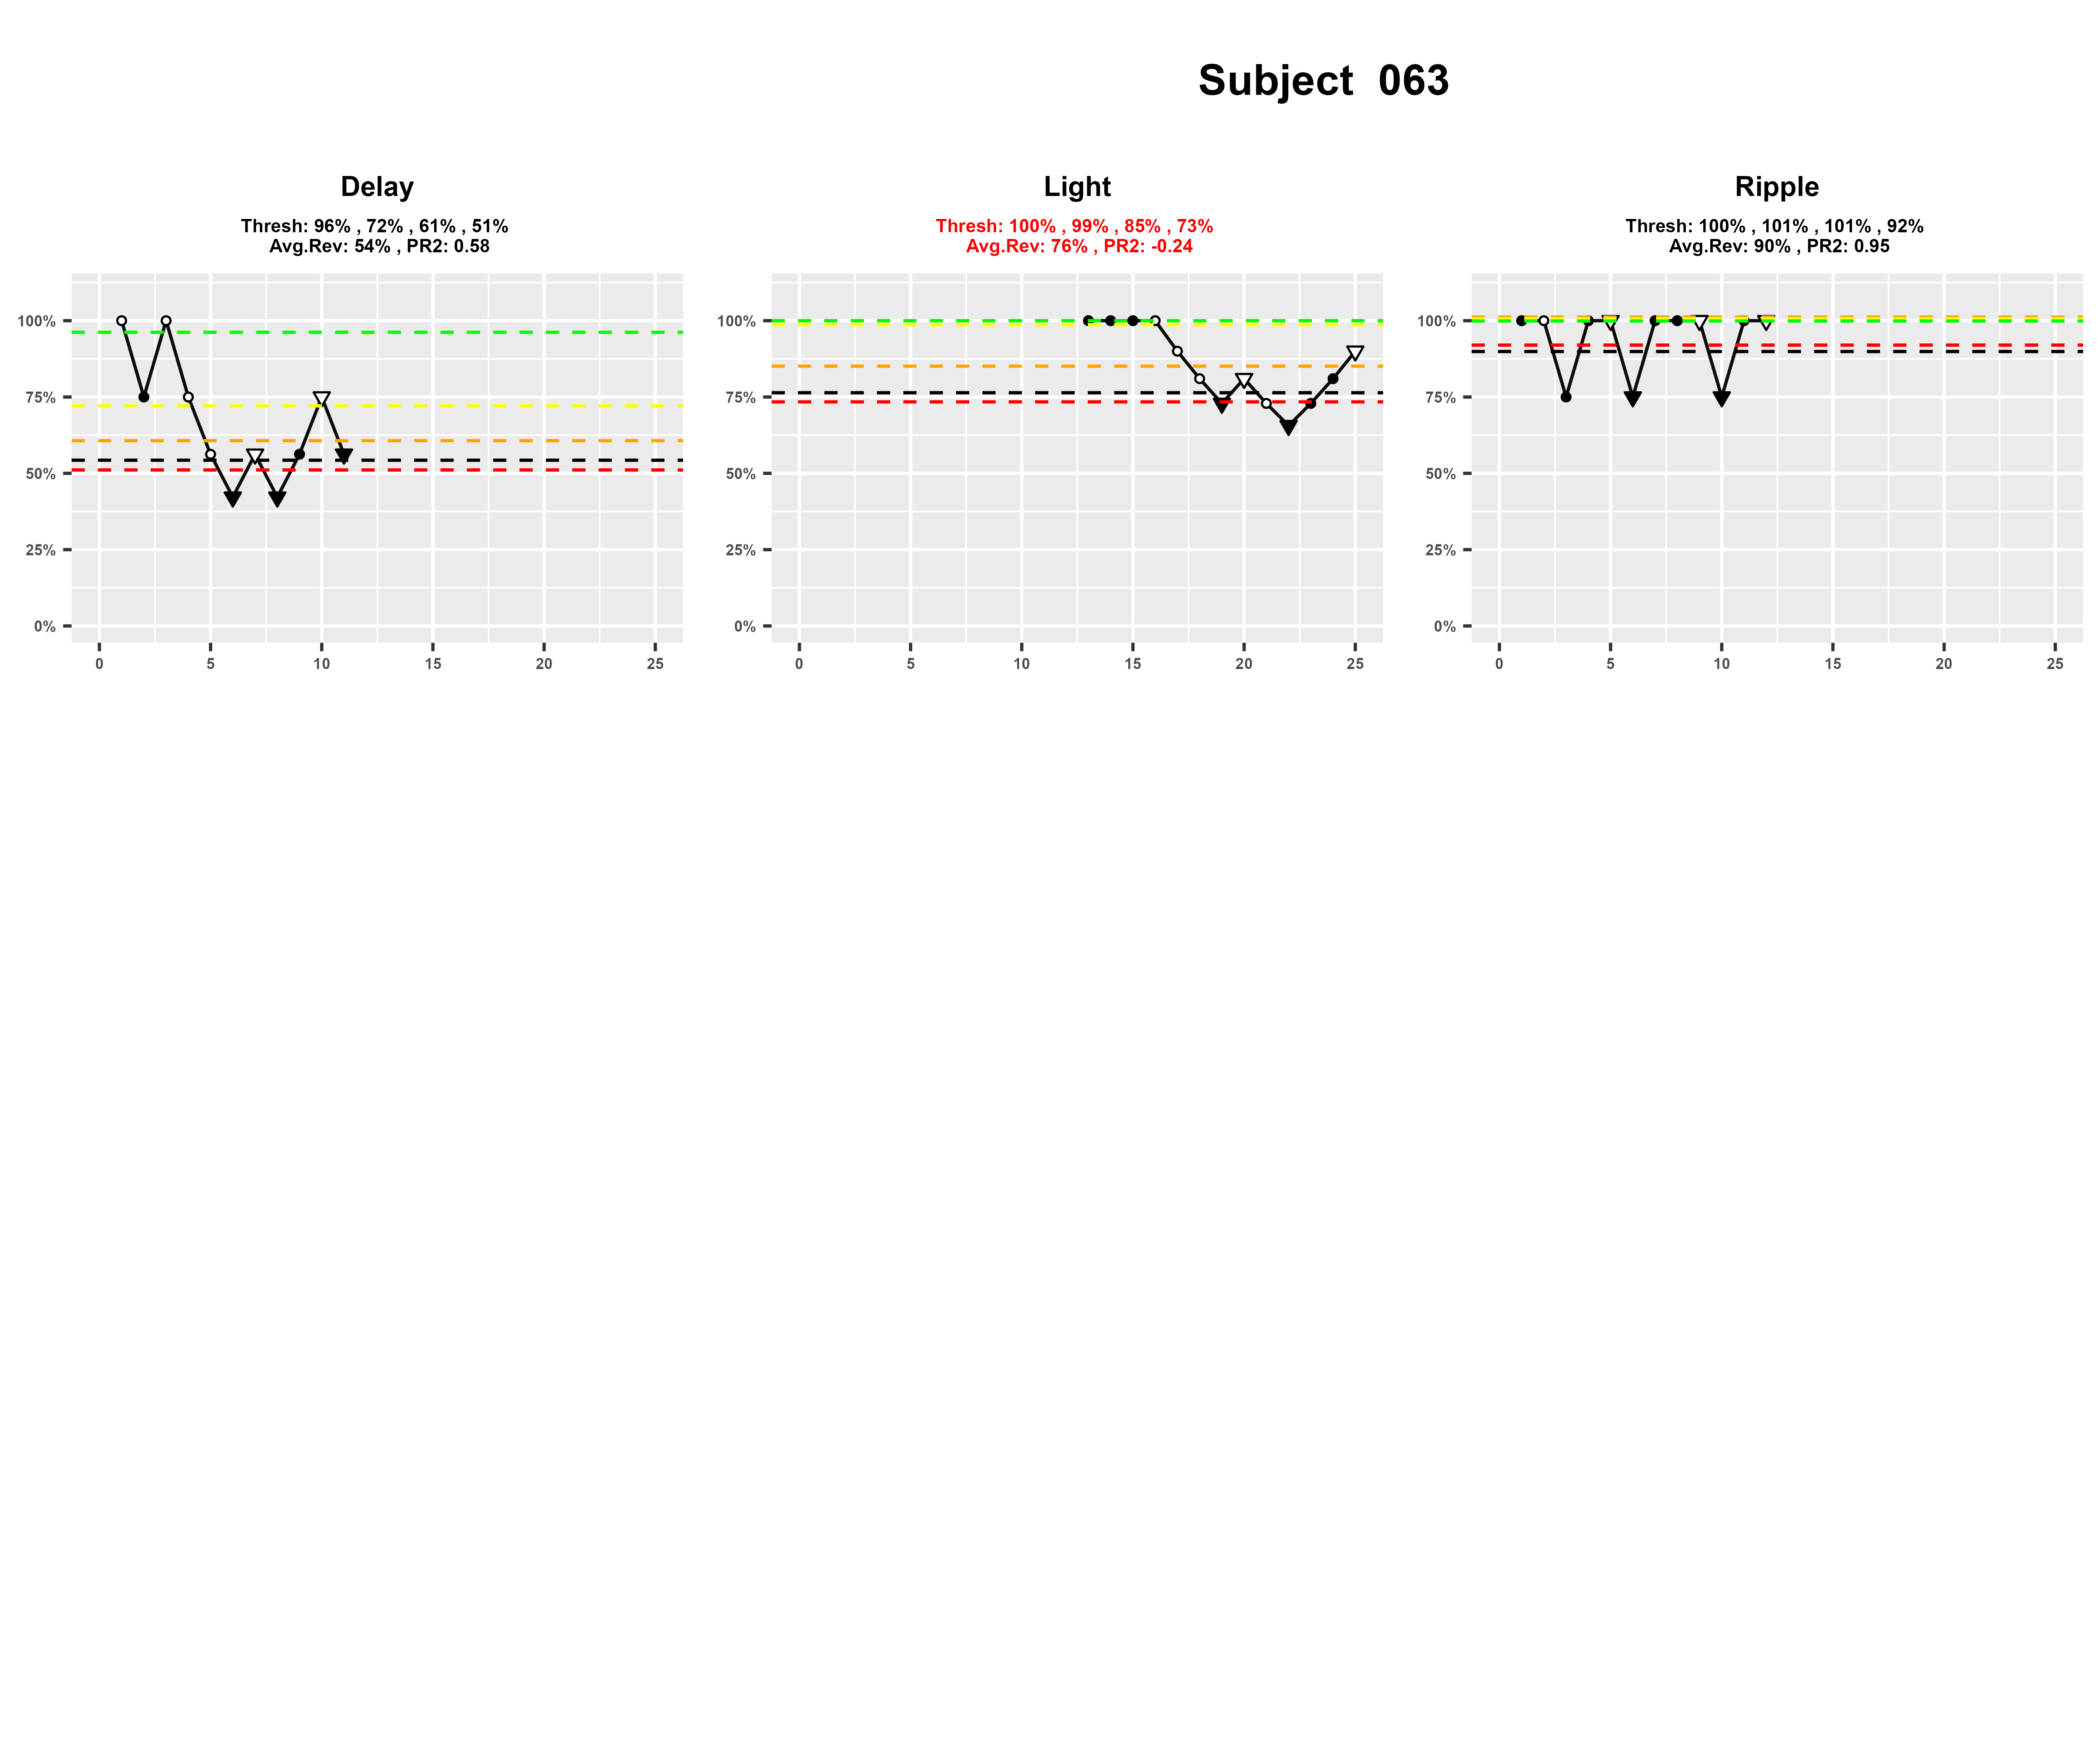 Subject 063
Delay
Thresh: 96% , 72% , 61% , 51%
Avg.Rev: 54% , PR2: 0.58
100%
75%
50%
25%
0%
0 5 10 15 20 25
Light
Thresh: 100% , 99% , 85% , 73%
Avg.Rev: 76% , PR2: -0.24
100%
75%
50%
25%
0%
0 5 10 15 20 25
Ripple
Thresh: 100% , 101% , 101% , 92%
Avg.Rev: 90% , PR2: 0.95
100%
75%
50%
25%
0%
0 5 10 15 20 25